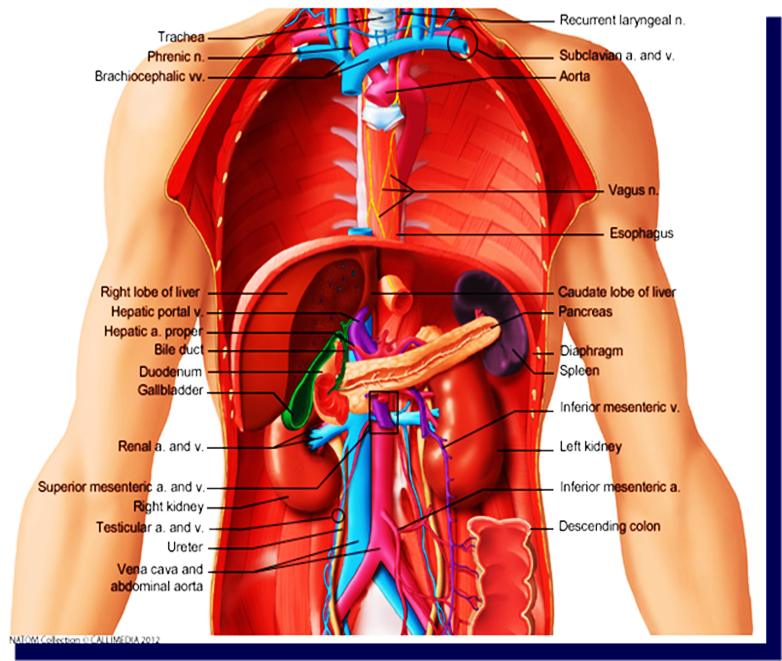 Recurrent laryngeal n.
Trachea
Phrenic n.
Subclavian a. and v.
Brachiocephalic vv.
Aorta
Vagus n.
Esophagus
Right lobe of liver
Caudate lobe of liver
Hepatic portal v.
Pancreas
Hepatic a. proper
Bile duct
Diaphragm
Duodenum
Spleen
Gallbladder
Inferior mesenteric v.
Renal a. and v.
Left kidney
Superior mesenteric a. and v.
Inferior mesenteric a.
Right kidney
Testicular a. and v.
Descending colon
Ureter
Vena cava and
abdominal aorta
NATOM Collection © CALLIMEDIA 2012